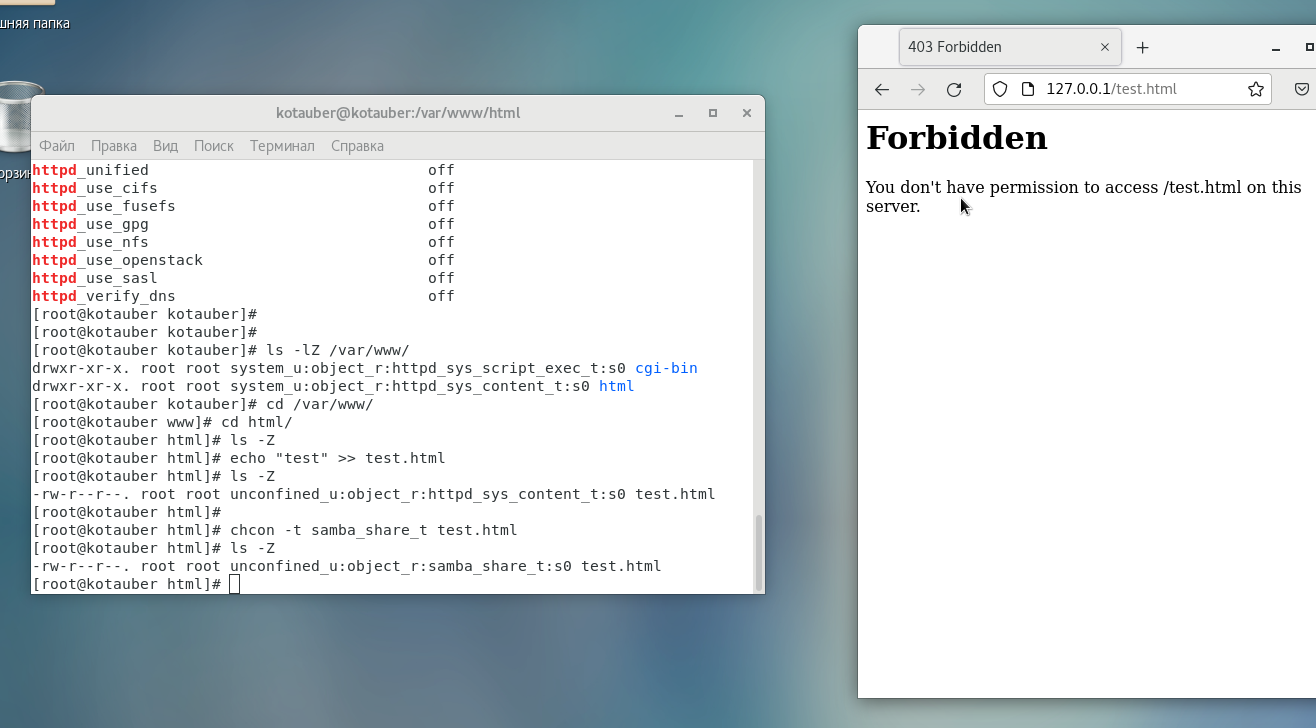 шняя папка
орзин
kotauber@kotauber:/var/www/html
Файл Правка Вид Поиск Терминал Справка
httpd_unified off
httpd_use_cifs off
httpd_use_fusefs off
httpd_use_gpg off
httpd_use_nfs off
httpd_use_openstack off
httpd_use_sasl off
httpd_verify_dns off
[root@kotauber kotauber]#
[root@kotauber kotauber]#
[root@kotauber kotauber]# ls -lZ /var/www/
drwxr-xr-x. root root system_u:object_r:httpd_sys_script_exec_t:s0 cgi-bin
drwxr-xr-x. root root system_u:object_r:httpd_sys_content_t:s0 html
[root@kotauber kotauber]# cd /var/www/
[root@kotauber www]# cd html/
[root@kotauber html]# ls -Z
[root@kotauber html]# echo "test" >> test.html
[root@kotauber html]# ls -Z
-rw-r--r--. root root unconfined_u:object_r:httpd_sys_content_t:s0 test.html
[root@kotauber html]#
[root@kotauber html]# chcon -t samba_share_t test.html
[root@kotauber html]# ls -Z
-rw-r--r--. root root unconfined_u:object_r:samba_share_t:s0 test.html
[root@kotauber html]#
403 Forbidden
127.0.0.1/test.html
Forbidden
You don't have permission to access /test.html on this
server.